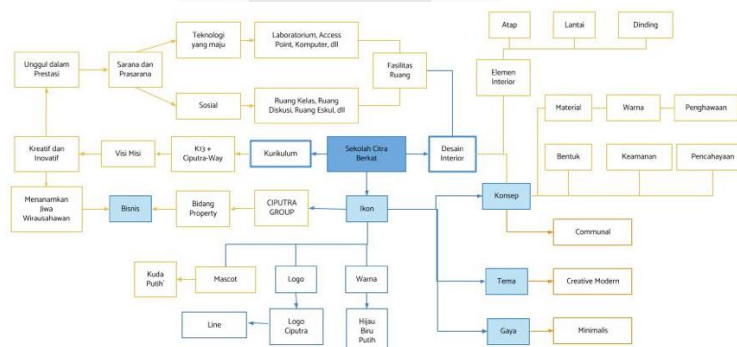 Atap
Lantai
Dinding
Teknologi
yang maju
Laboratorium, Access
Point, Komputer, dll
Unggul dalam
Prestasi
Sarana dan
Prasarana
Fasilitas
Ruang
Elemen
Interior
Sosial
Ruang Kelas, Ruang
Diskusi, Ruang Eskul, dll
Material
Warna
Penghawaan
Kreatif dan
Inovatif
Visi Misi
K13 +
Ciputra-Way
Kurikulum
Sekolah Citra
Berkat
Desain
Interior
Bentuk
Keamanan
Pencahayaan
Menanamkan
Jiwa
Wirausahawan
Bisnis
Bidang
Property
CIPUTRA
GROUP
Ikon
Konsep
Communal
Kuda
Putih'
Mascot
Logo
Warna
Tema
Creative Modern
Line
Logo
Ciputra
Hijau
Biru
Putih
Gaya
Minimalis